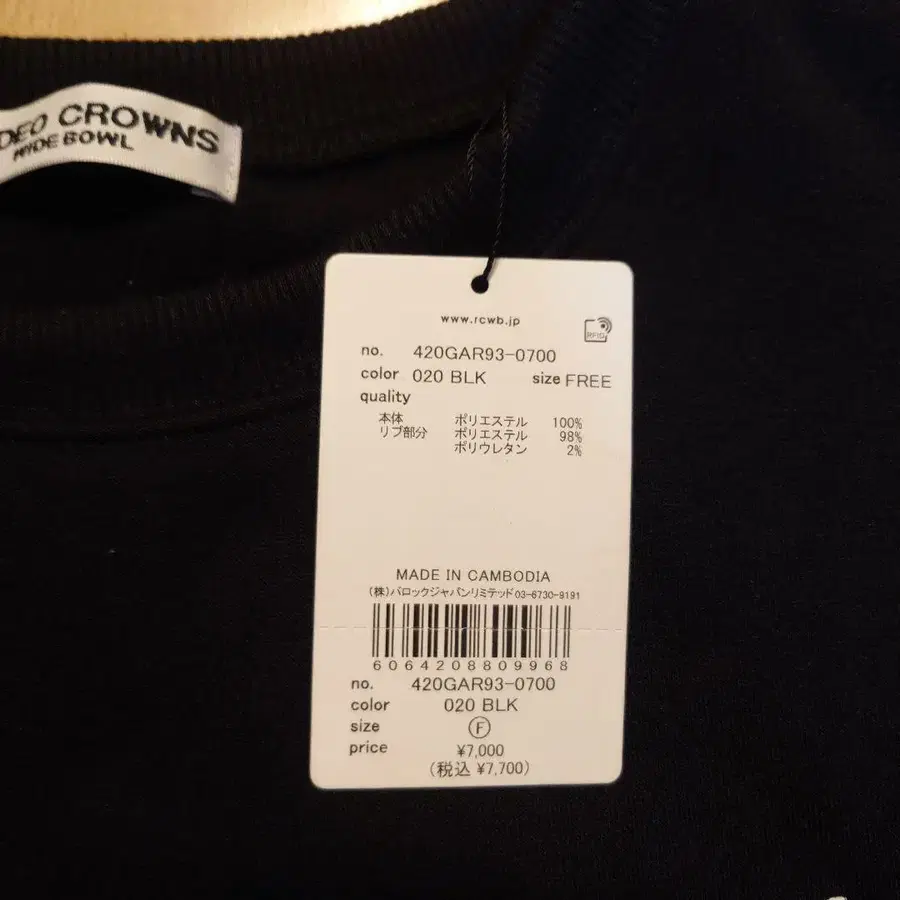 DEO CROWNS
WIDE BOWL
www.rcwb.jp
RFID
no. 420GAR93-0700
color 020 BLK size FREE
quality
本体 ポリエステル 100%
リブ部分 ポリエステル 98%
ポリウレタン 2%
MADE IN CAMBODIA
(株)バロックジャパンリミテッド03-6730-9191
6064208809968
no. 420GAR93-0700
color 020 BLK
size F
price ¥7,000
(税込 ¥7,700)